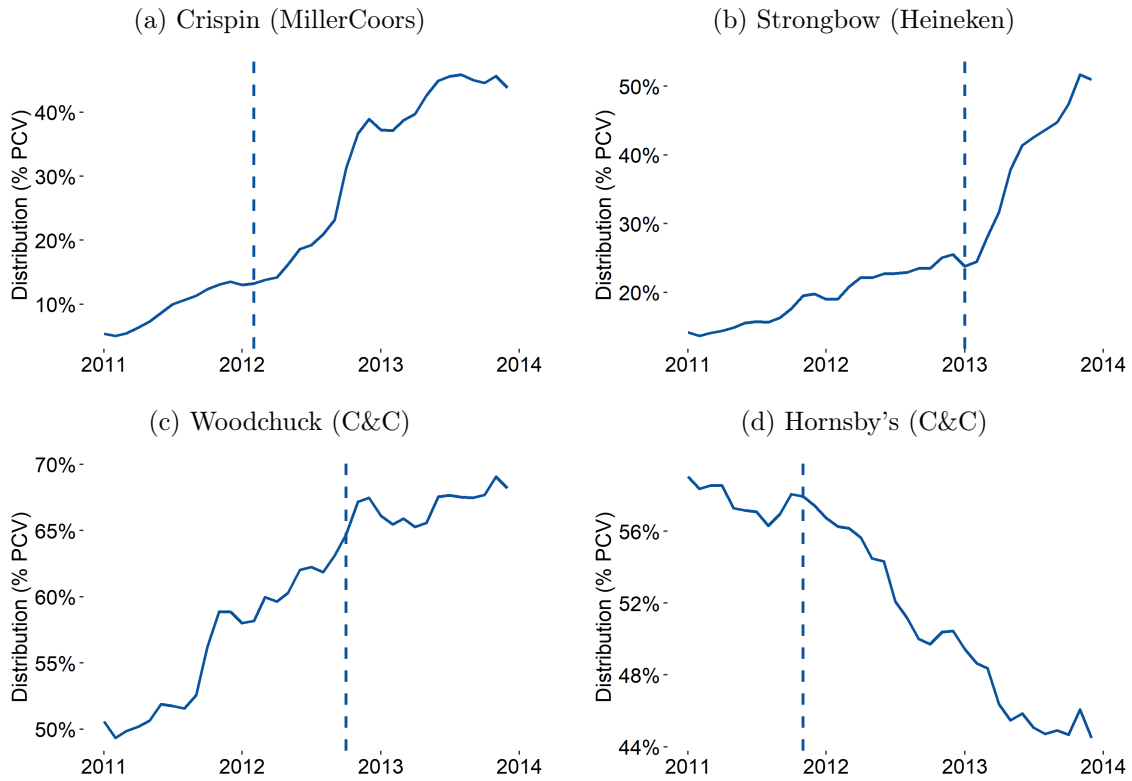 (a) Crispin (MillerCoors)
Distribution (% PCV)
40%
30%
20%
10%
2011 2012 2013 2014
(b) Strongbow (Heineken)
Distribution (% PCV)
50%
40%
30%
20%
2011 2012 2013 2014
(c) Woodchuck (C&C)
Distribution (% PCV)
70%
65%
60%
55%
50%
2011 2012 2013 2014
(d) Hornsby's (C&C)
Distribution (% PCV)
56%
52%
48%
44%
2011 2012 2013 2014